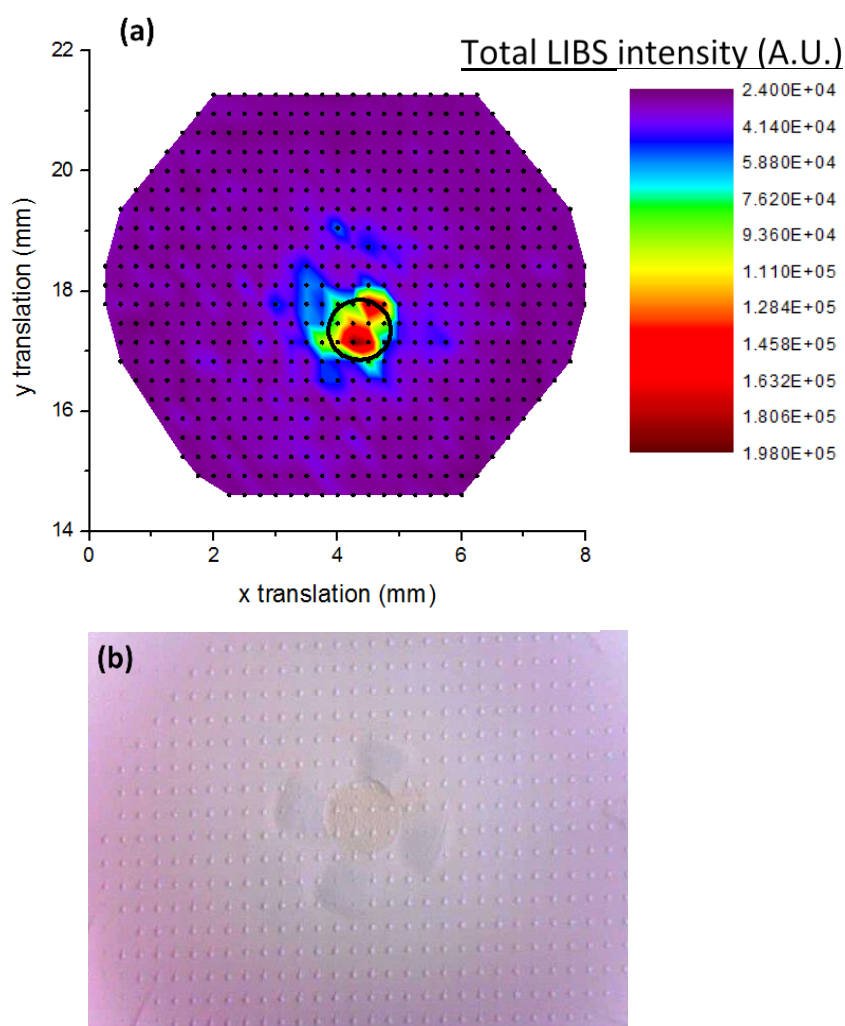 (a)
Total LIBS intensity (A.U.)
22
20
18
16
14
y translation (mm)
0
2
4
6
8
x translation (mm)
2.400E+04
4.140E+04
5.880E+04
7.620E+04
9.360E+04
1.110E+05
1.284E+05
1.458E+05
1.632E+05
1.806E+05
1.980E+05
(b)